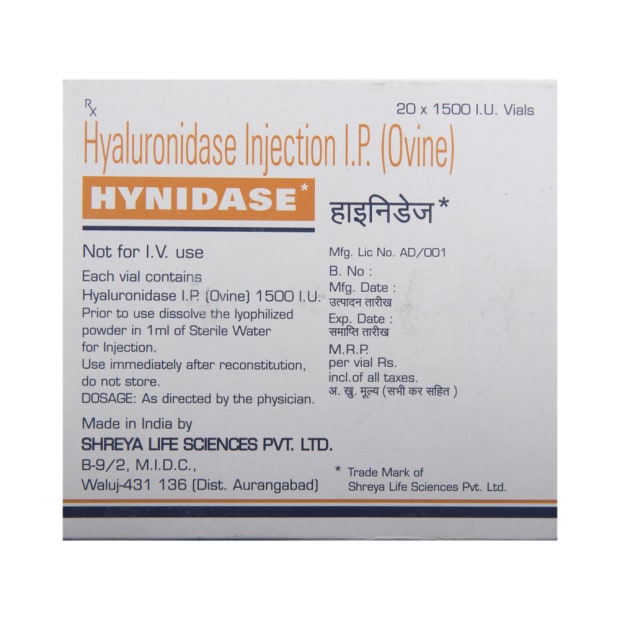 Rx
20 x 1500 I.U. Vials
Hyaluronidase Injection I.P. (Ovine)
HYNIDASE*
हाइनिडेज *
Not for I.V. use
Each vial contains
Hyaluronidase I.P. (Ovine) 1500 I.U.
Prior to use dissolve the lyophilized
powder in 1ml of Sterile Water
for Injection.
Use immediately after reconstitution,
do not store.
DOSAGE: As directed by the physician.
Made in India by
SHREYA LIFE SCIENCES PVT. LTD.
B-9/2, M.I.D.C.,
Waluj-431 136 (Dist. Aurangabad)
Mfg. Lic No. AD/001
B. No :
Mfg. Date :
उत्पादन तारीख
Exp. Date :
समाप्ति तारीख
M.R.P.
per vial Rs.
incl.of all taxes.
अ. खु. मूल्य (सभी कर सहित )
* Trade Mark of
Shreya Life Sciences Pvt. Ltd.